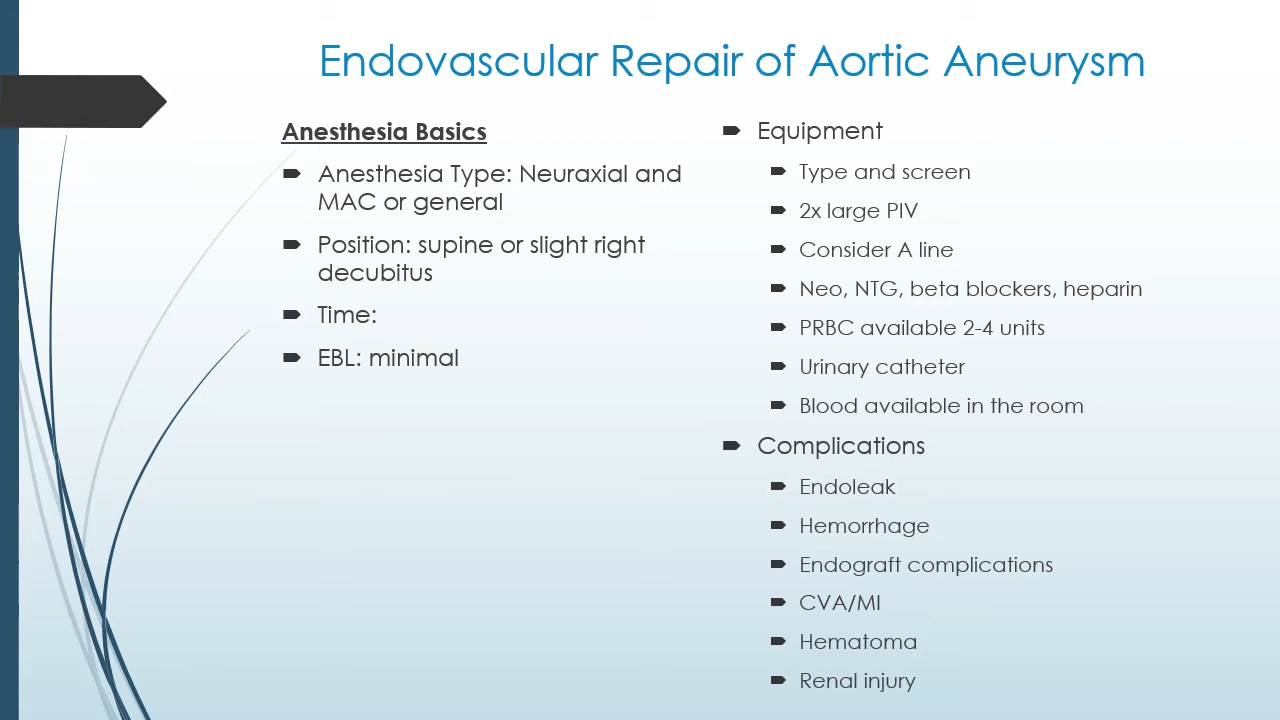 Endovascular Repair of Aortic Aneurysm
Anesthesia Basics
Anesthesia Type: Neuraxial and
MAC or general
Position: supine or slight right
decubitus
Time:
EBL: minimal
Equipment
Type and screen
2x large PIV
Consider A line
Neo, NTG, beta blockers, heparin
PRBC available 2-4 units
Urinary catheter
Blood available in the room
Complications
Endoleak
Hemorrhage
Endograft complications
CVA/MI
Hematoma
Renal injury